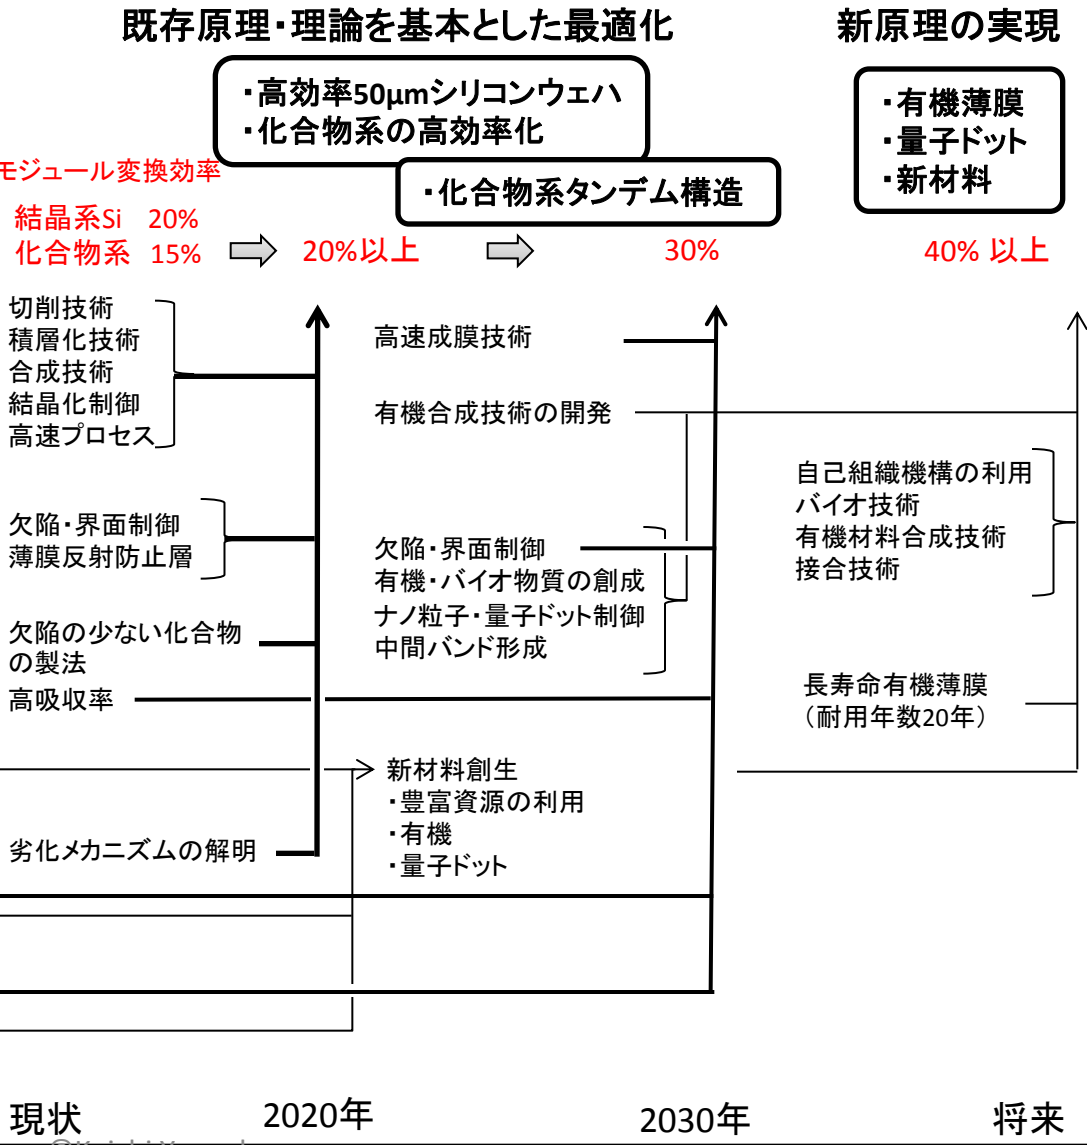 既存原理・理論を基本とした最適化
新原理の実現
・高効率50μmシリコンウェハ
・化合物系の高効率化
・化合物系タンデム構造
・有機薄膜
・量子ドット
・新材料
モジュール変換効率
結晶系Si 20%
化合物系 15%
20%以上
30%
40% 以上
切削技術
積層化技術
合成技術
結晶化制御
高速プロセス
欠陥・界面制御
薄膜反射防止層
欠陥の少ない化合物
の製法
高吸収率
劣化メカニズムの解明
高速成膜技術
有機合成技術の開発
欠陥・界面制御
有機・バイオ物質の創成
ナノ粒子・量子ドット制御
中間バンド形成
新材料創生
・豊富資源の利用
・有機
・量子ドット
自己組織機構の利用
バイオ技術
有機材料合成技術
接合技術
長寿命有機薄膜
（耐用年数20年）
現状
2020年
2030年
将来